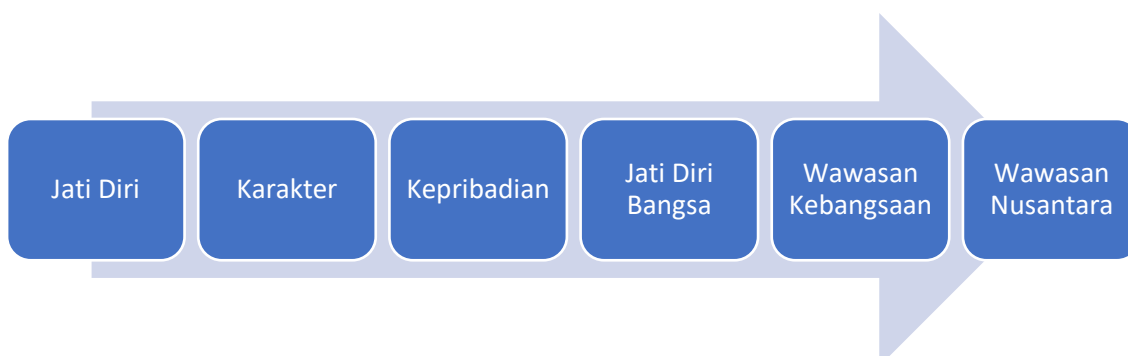 Jati Diri
Karakter
Kepribadian
Jati Diri
Bangsa
Wawasan
Kebangsaan
Wawasan
Nusantara